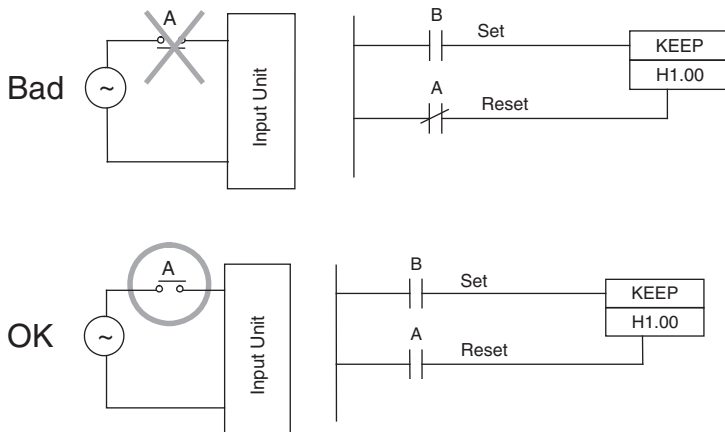 A
Bad
~
Input Unit
B
Set
KEEP
H1.00
A
Reset
A
OK
~
Input Unit
B
Set
KEEP
H1.00
A
Reset